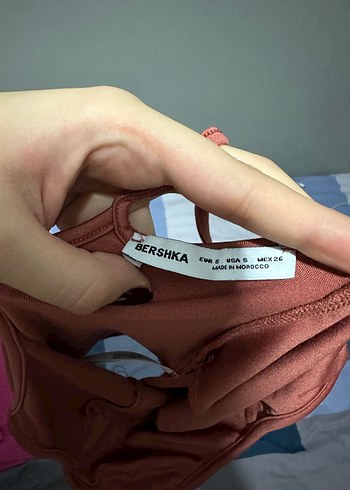 BERSHKA EUR S USA S MEX 26
MADE IN MOROCCO